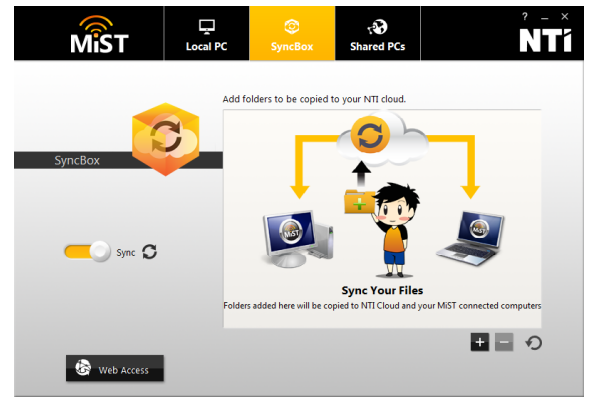 MiST
Local PC
SyncBox
Shared PCs
? _ ×
NTi
Add folders to be copied to your NTI cloud.
SyncBox
MiST
MiST
Sync
Sync Your Files
Folders added here will be copied to NTI Cloud and your MiST connected computers
Web Access